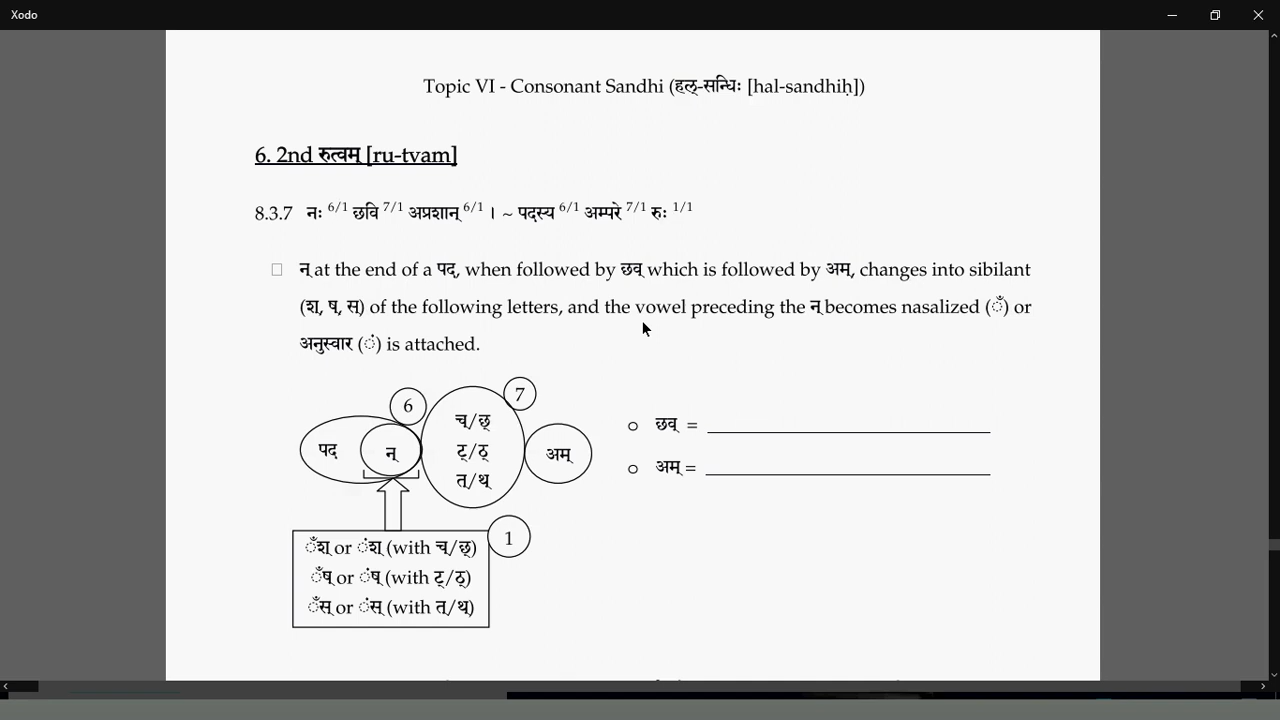 Xodo
Topic VI - Consonant Sandhi (हल्-सन्धिः [hal-sandhiḥ])
6. 2nd रुत्वम् [ru-tvam]
8.3.7 नः 6/1 छवि 7/1 अप्रशान् 6/1 । ~ पदस्य 6/1 अम्परे 7/1 रुः 1/1
न् at the end of a पद, when followed by छव् which is followed by अम्, changes into sibilant
(श्, ष्, स्) of the following letters, and the vowel preceding the न् becomes nasalized (ँ) or
अनुस्वार (ं) is attached.
6
7
पद
न्
च्/छ्
ट्/ठ्
त्/थ्
अम्
o छव् = ____________________
o अम् = ____________________
1
ँश् or ंश् (with च्/छ्)
ँष् or ंष् (with ट्/ठ्)
ँस् or ंस् (with त्/थ्)